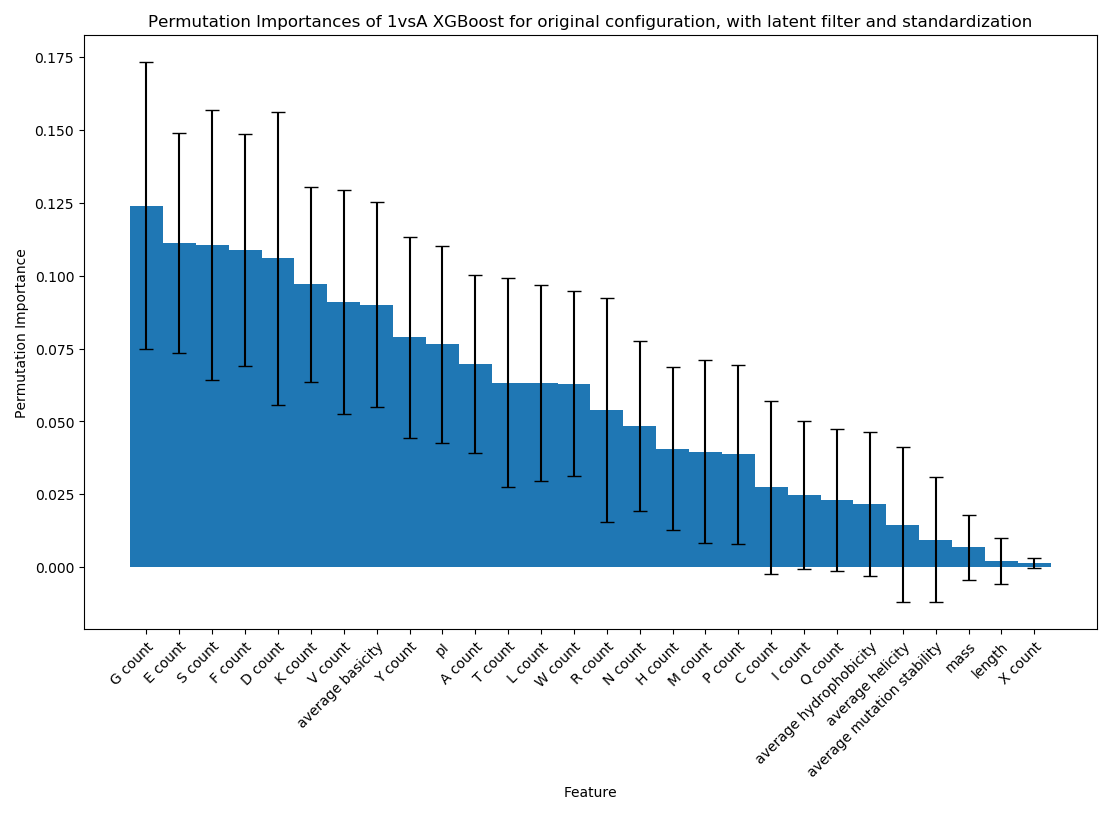 Permutation Importances of 1vsA XGBoost for original configuration, with latent filter and standardization
Permutation Importance
0.175
0.150
0.125
0.100
0.075
0.050
0.025
0.000
G count
E count
S count
F count
D count
K count
V count
average basicity
Y count
pI
A count
T count
L count
W count
R count
N count
H count
M count
P count
C count
I count
Q count
average hydrophobicity
average helicity
average mutation stability
mass
length
X count
Feature